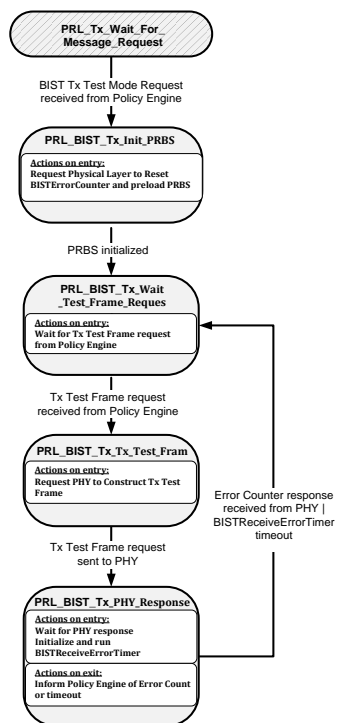 PRL_Tx_Wait_For_
Message_Request
BIST Tx Test Mode Request
received from Policy Engine
PRL_BIST_Tx_Init_PRBS
Actions on entry:
Request Physical Layer to Reset
BISTErrorCounter and preload PRBS
PRBS initialized
PRL_BIST_Tx_Wait
_Test_Frame_Reques
Actions on entry:
Wait for Tx Test Frame request
from Policy Engine
Tx Test Frame request
received from Policy Engine
PRL_BIST_Tx_Tx_Test_Fram
Actions on entry:
Request PHY to Construct Tx Test
Frame
Error Counter response
received from PHY |
BISTReceiveErrorTimer
timeout
Tx Test Frame request
sent to PHY
PRL_BIST_Tx_PHY_Response
Actions on entry:
Wait for PHY response
Initialize and run
BISTReceiveErrorTimer
Actions on exit:
Inform Policy Engine of Error Count
or timeout